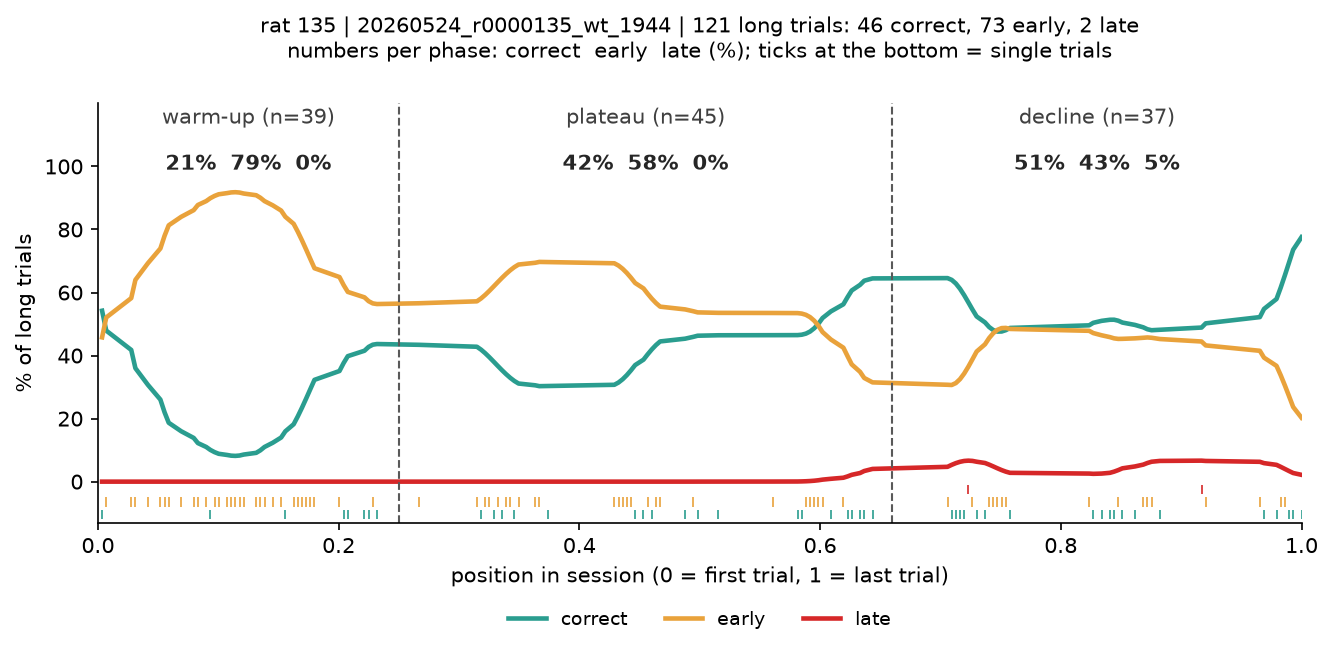 rat 135 | 20260524_r0000135_wt_1944 | 121 long trials: 46 correct, 73 early, 2 late
numbers per phase: correct  early  late (%); ticks at the bottom = single trials
warm-up (n=39)
plateau (n=45)
decline (n=37)
21%  79%  0%
42%  58%  0%
51%  43%  5%
100
80
60
40
20
0
% of long trials
0.0
0.2
0.4
0.6
0.8
1.0
position in session (0 = first trial, 1 = last trial)
correct
early
late